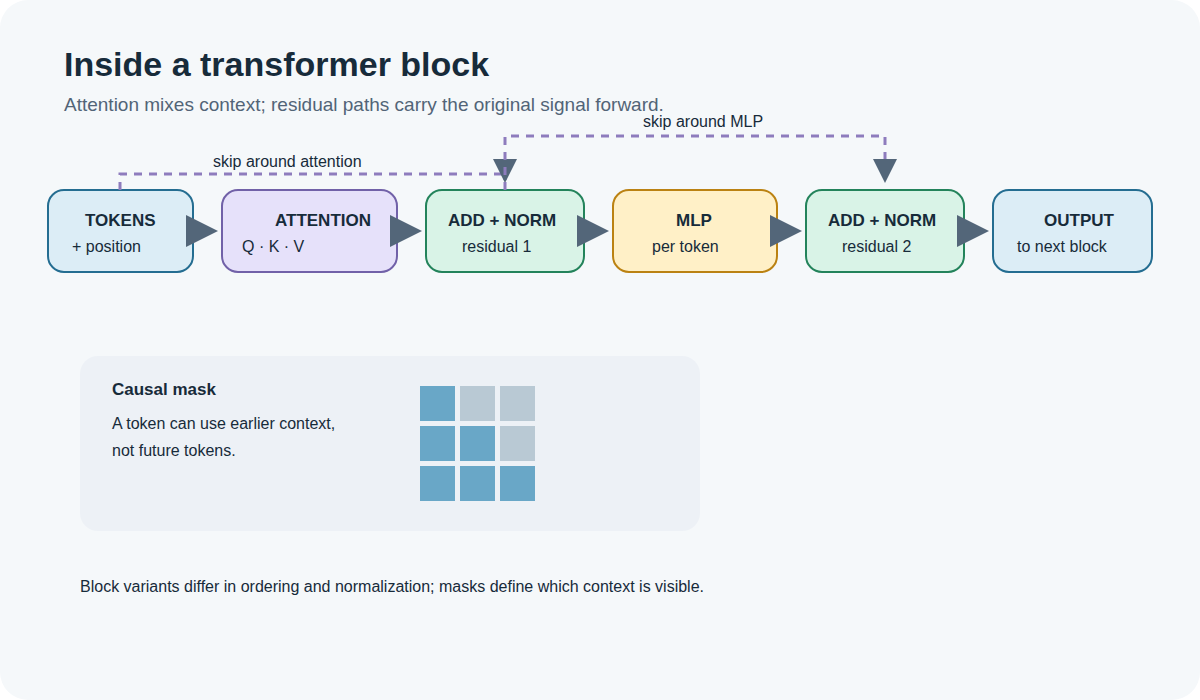 Inside a transformer block
Attention mixes context; residual paths carry the original signal forward.
skip around MLP
skip around attention
TOKENS
+ position
ATTENTION
Q · K · V
ADD + NORM
residual 1
MLP
per token
ADD + NORM
residual 2
OUTPUT
to next block
Causal mask
A token can use earlier context,
not future tokens.
Block variants differ in ordering and normalization; masks define which context is visible.